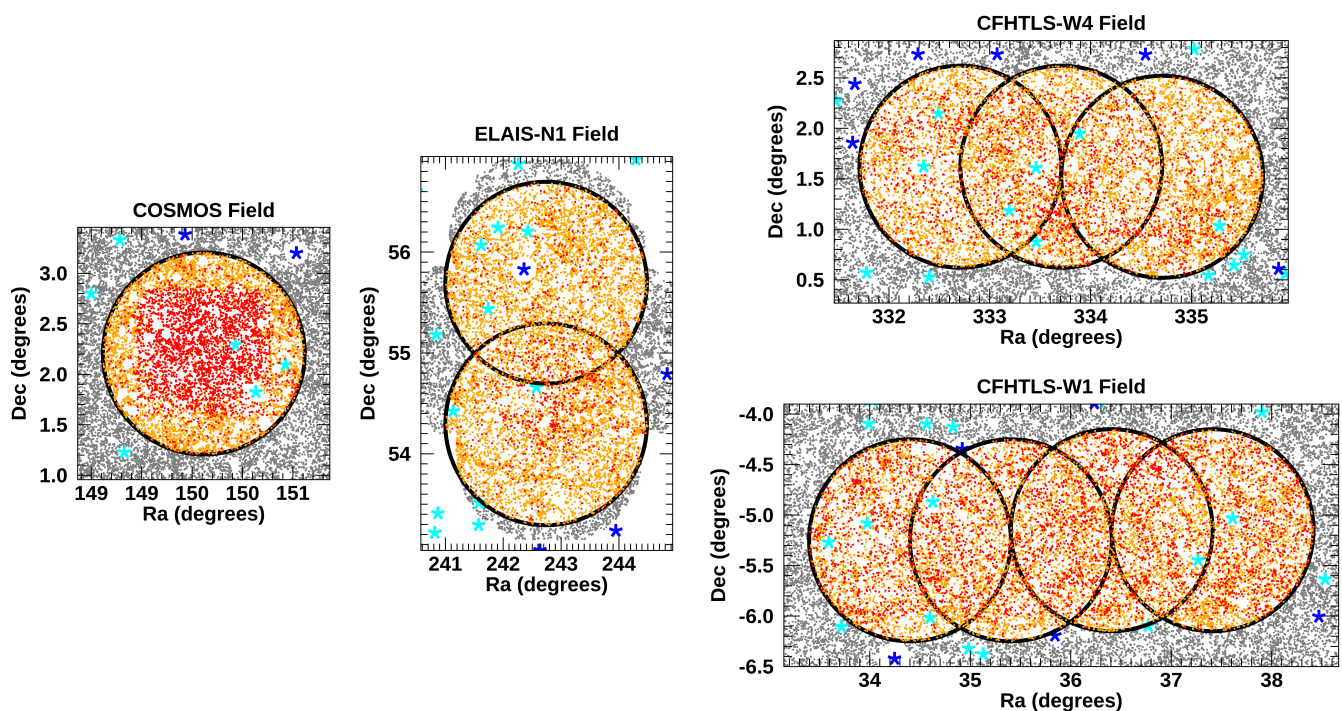 COSMOS Field
Dec (degrees)
3.0
2.5
2.0
1.5
1.0
149 149 150 150 151
Ra (degrees)
ELAIS-N1 Field
Dec (degrees)
56
55
54
241 242 243 244
Ra (degrees)
CFHTLS-W4 Field
Dec (degrees)
2.5
2.0
1.5
1.0
0.5
332 333 334 335
Ra (degrees)
CFHTLS-W1 Field
Dec (degrees)
-4.0
-4.5
-5.0
-5.5
-6.0
-6.5
34 35 36 37 38
Ra (degrees)